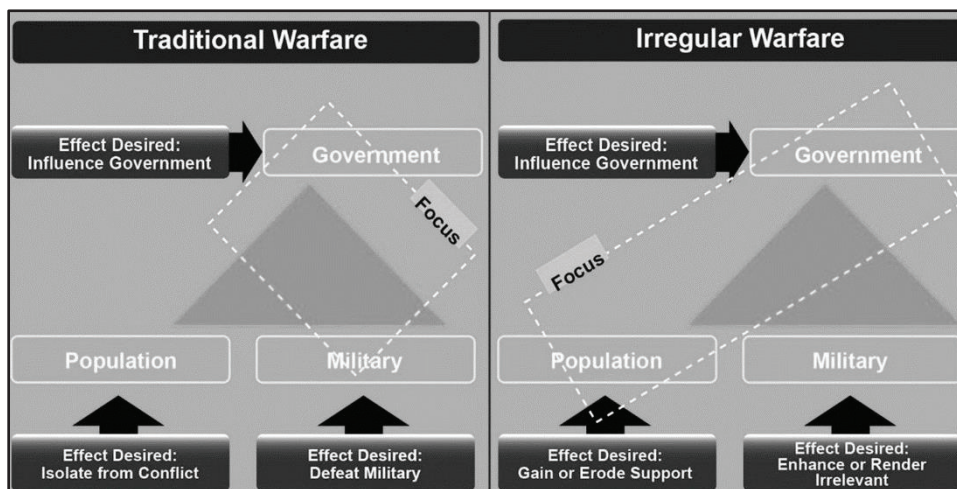 Traditional Warfare
Effect Desired:
Influence Government
Government
Focus
Population
Military
Effect Desired:
Isolate from Conflict
Effect Desired:
Defeat Military
Irregular Warfare
Effect Desired:
Influence Government
Government
Focus
Population
Military
Effect Desired:
Gain or Erode Support
Effect Desired:
Enhance or Render
Irrelevant